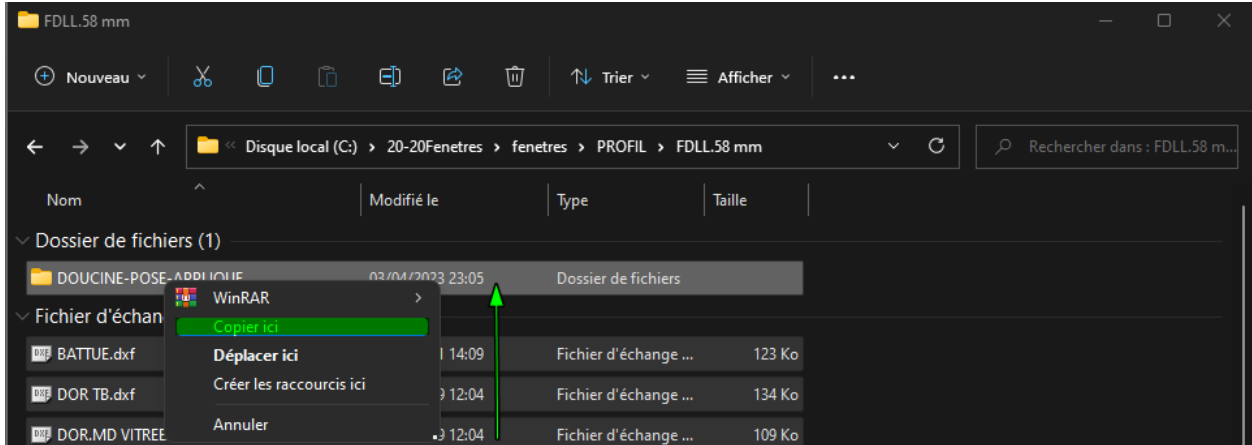 FDLL.58 mm
Nouveau Trier Afficher
Disque local (C:) > 20-20Fenetres > fenetres > PROFIL > FDLL.58 mm Rechercher dans : FDLL.58 m...
Nom Modifié le Type Taille
Dossier de fichiers (1)
DOUCINE-POSE-APPLIQUE 03/04/2023 23:05 Dossier de fichiers
WinRAR
Fichier d'échan
Copier ici
BATTUE.dxf Déplacer ici 14:09 Fichier d'échange ... 123 Ko
Créer les raccourcis ici
DOR TB.dxf 12:04 Fichier d'échange ... 134 Ko
Annuler
DOR.MD VITREE 12:04 Fichier d'échange ... 109 Ko